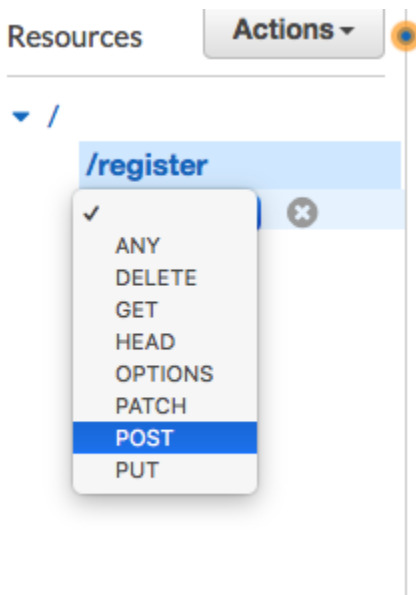 Resources
Actions
/
/register
ANY
DELETE
GET
HEAD
OPTIONS
PATCH
POST
PUT